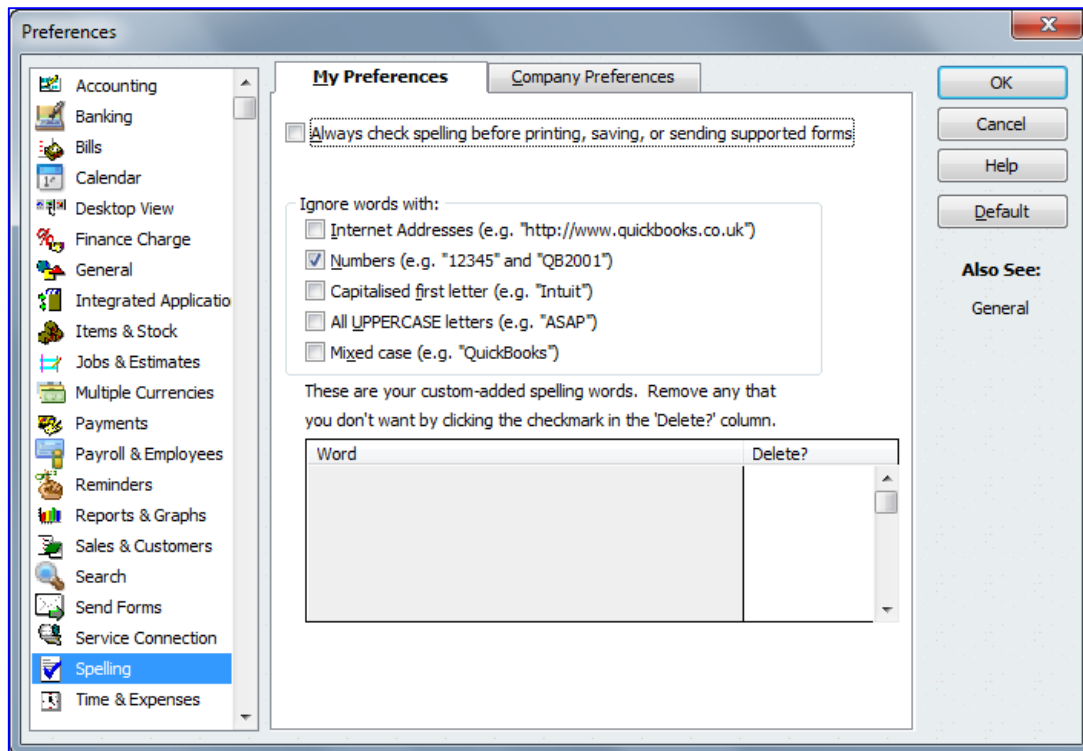 Preferences
Accounting
Banking
Bills
Calendar
Desktop View
Finance Charge
General
Integrated Applicatio
Items & Stock
Jobs & Estimates
Multiple Currencies
Payments
Payroll & Employees
Reminders
Reports & Graphs
Sales & Customers
Search
Send Forms
Service Connection
Spelling
Time & Expenses
My Preferences
Company Preferences
Always check spelling before printing, saving, or sending supported forms
Ignore words with:
Internet Addresses (e.g. "http://www.quickbooks.co.uk")
Numbers (e.g. "12345" and "QB2001")
Capitalised first letter (e.g. "Intuit")
All UPPERCASE letters (e.g. "ASAP")
Mixed case (e.g. "QuickBooks")
These are your custom-added spelling words. Remove any that
you don't want by clicking the checkmark in the 'Delete?' column.
Word Delete?
OK
Cancel
Help
Default
Also See:
General